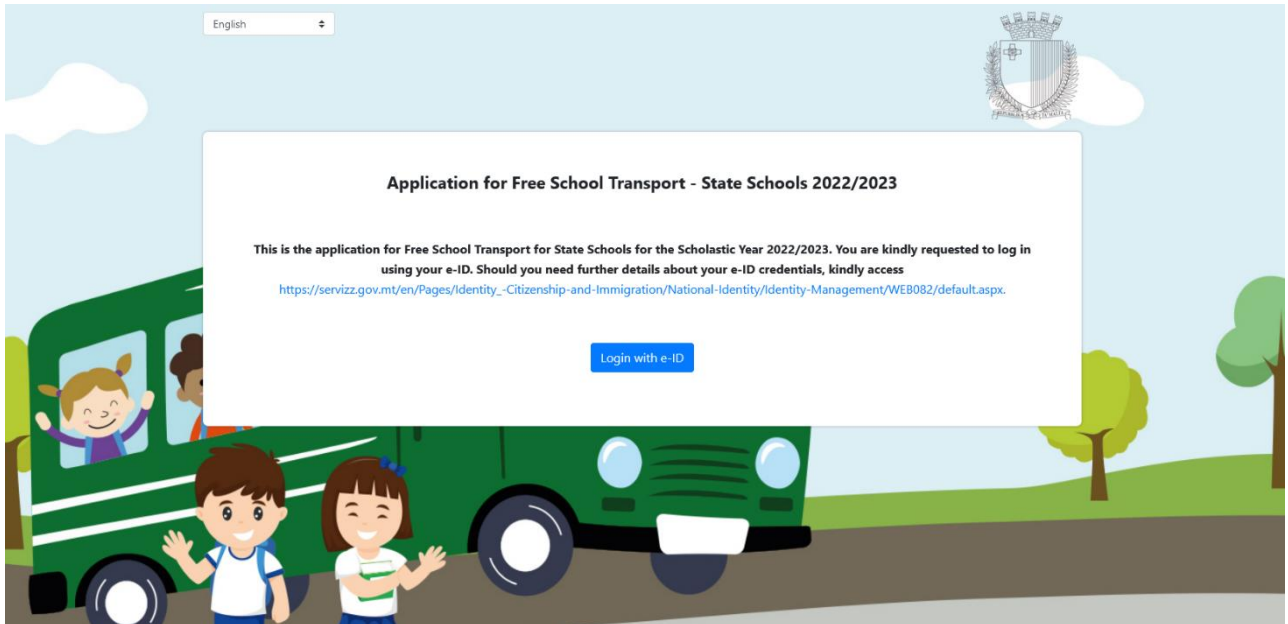 English
Application for Free School Transport - State Schools 2022/2023
This is the application for Free School Transport for State Schools for the Scholastic Year 2022/2023. You are kindly requested to log in
using your e-ID. Should you need further details about your e-ID credentials, kindly access
https://servizz.gov.mt/en/Pages/Identity_-Citizenship-and-Immigration/National-Identity/Identity-Management/WEB082/default.aspx.
Login with e-ID